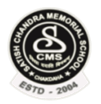 SATISH CHANDRA MEMORIAL SCHOOL
S
CMS
CHAKDAHA
ESTD - 2004